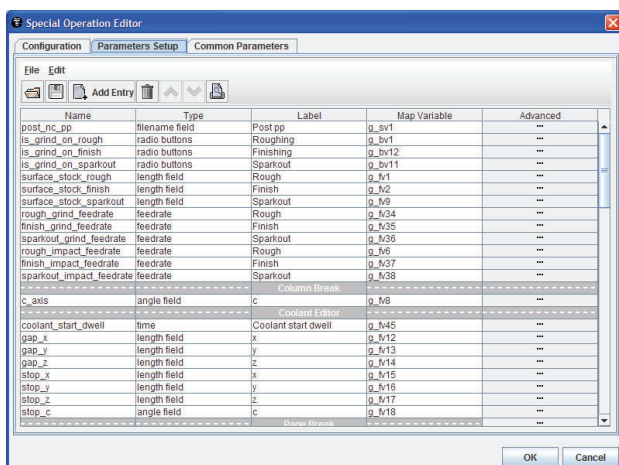 Special Operation Editor
Configuration Parameters Setup Common Parameters
File Edit
Add Entry
Name Type Label Map Variable Advanced
post_nc_pp filename field Post pp g_sv1 ...
is_grind_on_rough radio buttons Roughing g_bv1 ...
is_grind_on_finish radio buttons Finishing g_bv12 ...
is_grind_on_sparkout radio buttons Sparkout g_bv11 ...
surface_stock_rough length field Rough g_fv1 ...
surface_stock_finish length field Finish g_fv2 ...
surface_stock_sparkout length field Sparkout g_fv9 ...
rough_grind_feedrate feedrate Rough g_fv34 ...
finish_grind_feedrate feedrate Finish g_fv35 ...
sparkout_grind_feedrate feedrate Sparkout g_fv36 ...
rough_impact_feedrate feedrate Rough g_fv6 ...
finish_impact_feedrate feedrate Finish g_fv37 ...
sparkout_impact_feedrate feedrate Sparkout g_fv38 ...
Column Break
c_axis angle field c g_fv8 ...
Coolant Editor
coolant_start_dwell time Coolant start dwell g_fv45 ...
gap_x length field x g_fv12 ...
gap_y length field y g_fv13 ...
gap_z length field z g_fv14 ...
stop_x length field x g_fv15 ...
stop_y length field y g_fv16 ...
stop_z length field z g_fv17 ...
stop_c angle field c g_fv18 ...
Page Break ...
OK Cancel